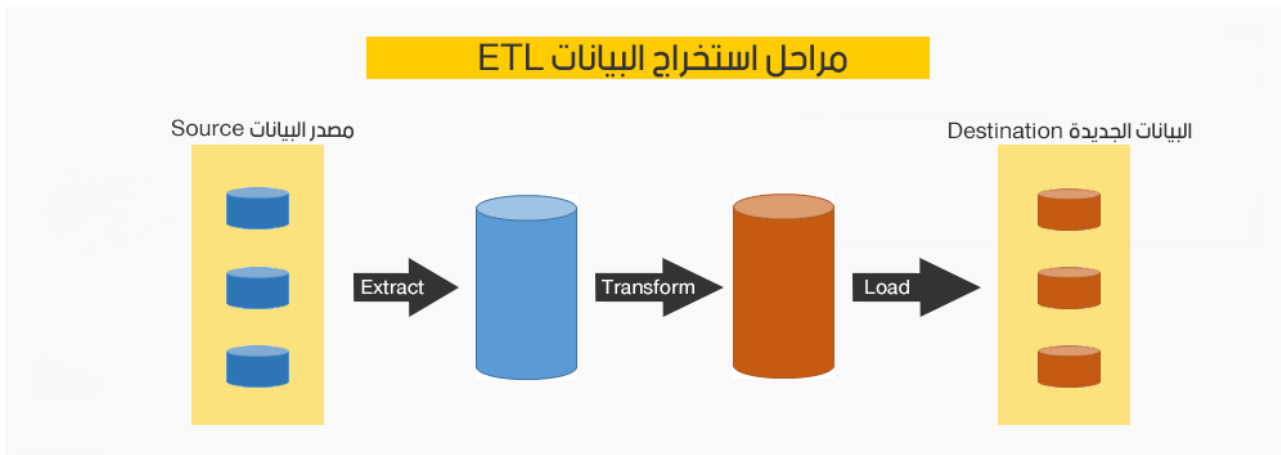 مراحل استخراج البيانات ETL
مصدر البيانات Source
البيانات الجديدة Destination
Extract
Transform
Load